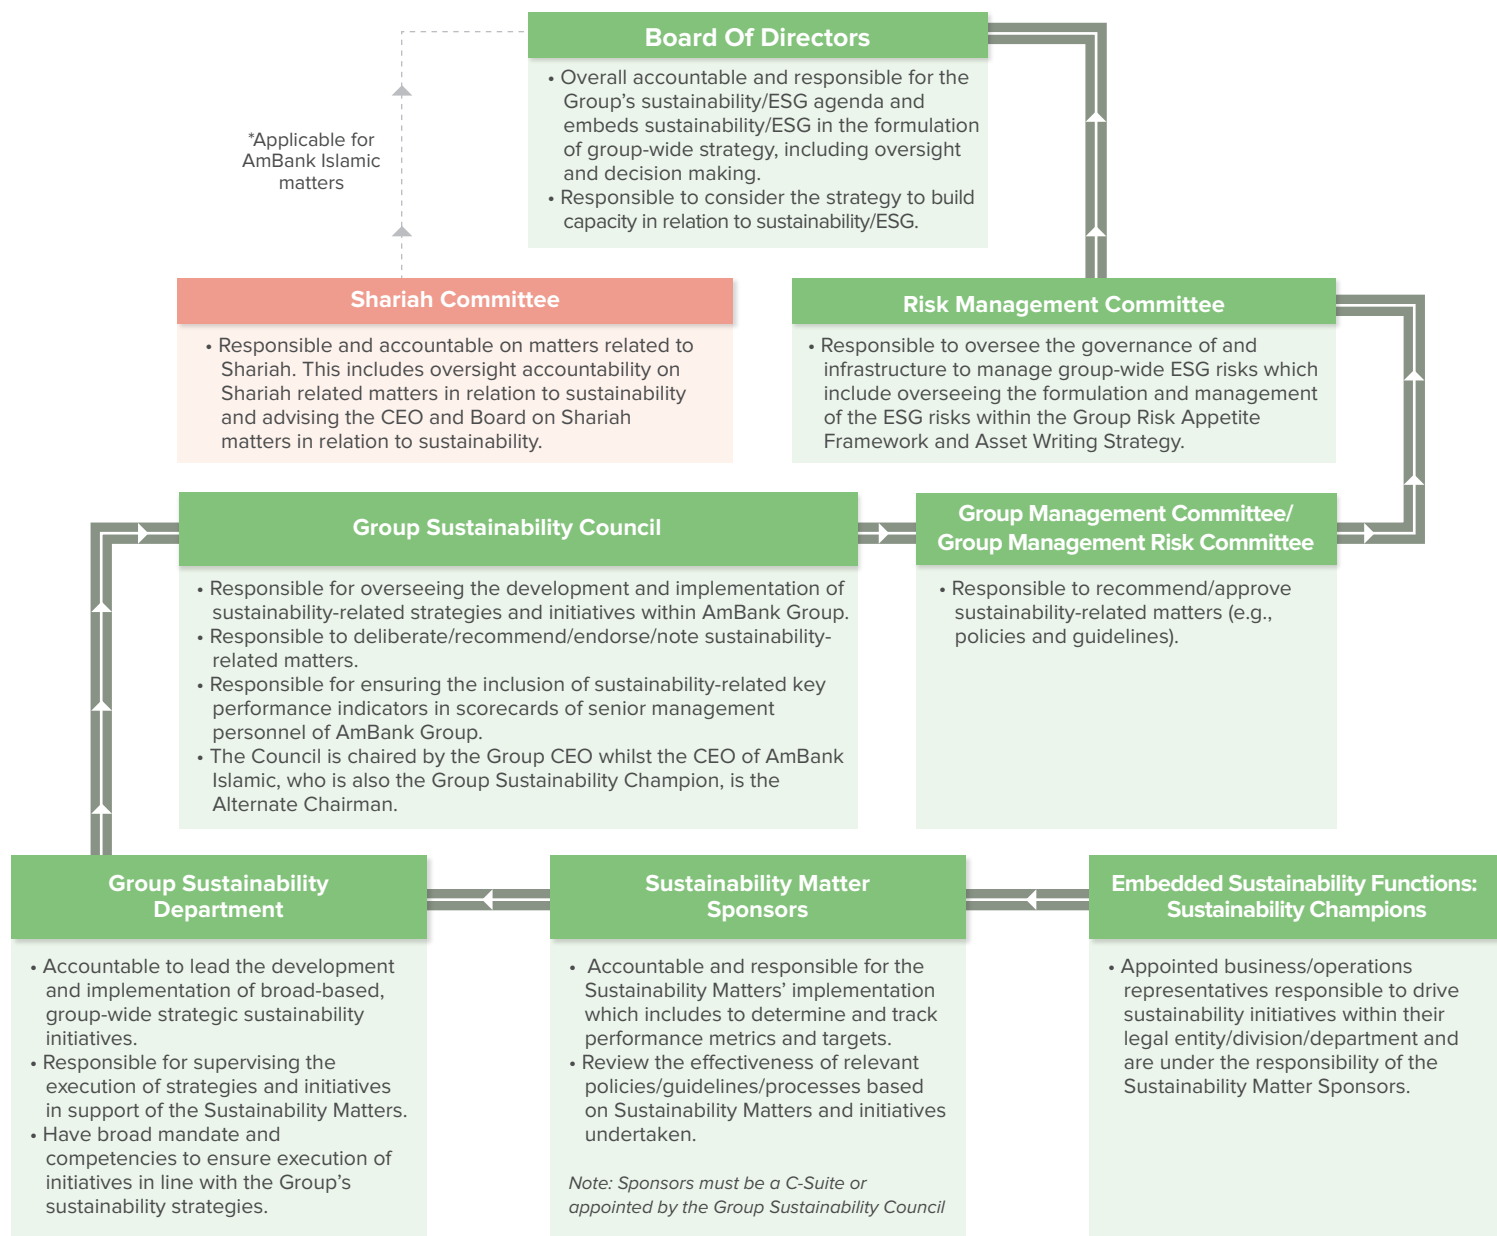 Board Of Directors
• Overall accountable and responsible for the
Group’s sustainability/ESG agenda and
embeds sustainability/ESG in the formulation
of group-wide strategy, including oversight
and decision making.
• Responsible to consider the strategy to build
capacity in relation to sustainability/ESG.
*Applicable for
AmBank Islamic
matters
Shariah Committee
• Responsible and accountable on matters related to
Shariah. This includes oversight accountability on
Shariah related matters in relation to sustainability
and advising the CEO and Board on Shariah
matters in relation to sustainability.
Risk Management Committee
• Responsible to oversee the governance of and
infrastructure to manage group-wide ESG risks which
include overseeing the formulation and management
of the ESG risks within the Group Risk Appetite
Framework and Asset Writing Strategy.
Group Sustainability Council
• Responsible for overseeing the development and implementation of
sustainability-related strategies and initiatives within AmBank Group.
• Responsible to deliberate/recommend/endorse/note sustainability-
related matters.
• Responsible for ensuring the inclusion of sustainability-related key
performance indicators in scorecards of senior management
personnel of AmBank Group.
• The Council is chaired by the Group CEO whilst the CEO of AmBank
Islamic, who is also the Group Sustainability Champion, is the
Alternate Chairman.
Group Management Committee/
Group Management Risk Committee
• Responsible to recommend/approve
sustainability-related matters (e.g.,
policies and guidelines).
Group Sustainability
Department
• Accountable to lead the development
and implementation of broad-based,
group-wide strategic sustainability
initiatives.
• Responsible for supervising the
execution of strategies and initiatives
in support of the Sustainability Matters.
• Have broad mandate and
competencies to ensure execution of
initiatives in line with the Group’s
sustainability strategies.
Sustainability Matter
Sponsors
• Accountable and responsible for the
Sustainability Matters’ implementation
which includes to determine and track
performance metrics and targets.
• Review the effectiveness of relevant
policies/guidelines/processes based
on Sustainability Matters and initiatives
undertaken.
Note: Sponsors must be a C-Suite or
appointed by the Group Sustainability Council
Embedded Sustainability Functions:
Sustainability Champions
• Appointed business/operations
representatives responsible to drive
sustainability initiatives within their
legal entity/division/department and
are under the responsibility of the
Sustainability Matter Sponsors.